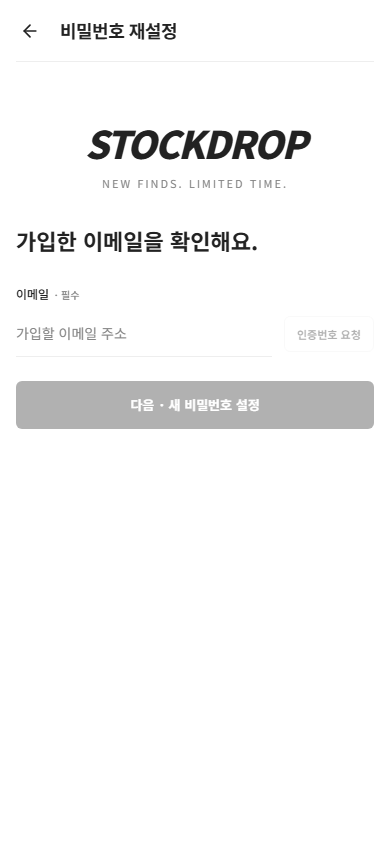 비밀번호 재설정
STOCKDROP
NEW FINDS. LIMITED TIME.
가입한 이메일을 확인해요.
이메일 · 필수
가입할 이메일 주소
인증번호 요청
다음 · 새 비밀번호 설정